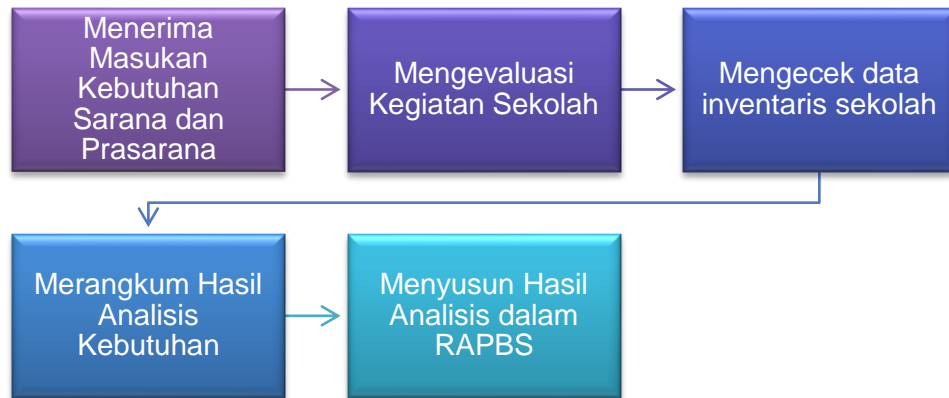 Menerima
Masukan
Kebutuhan
Sarana dan
Prasarana
Mengevaluasi
Kegiatan Sekolah
Mengecek data
inventaris sekolah
Merangkum Hasil
Analisis
Kebutuhan
Menyusun Hasil
Analisis dalam
RAPBS